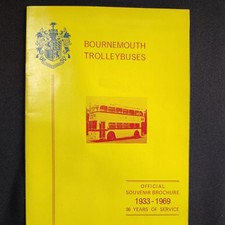 BOURNEMOUTH
TROLLEYBUSES
OFFICIAL
SOUVENIR BROCHURE
1933-1969
36 YEARS OF SERVICE